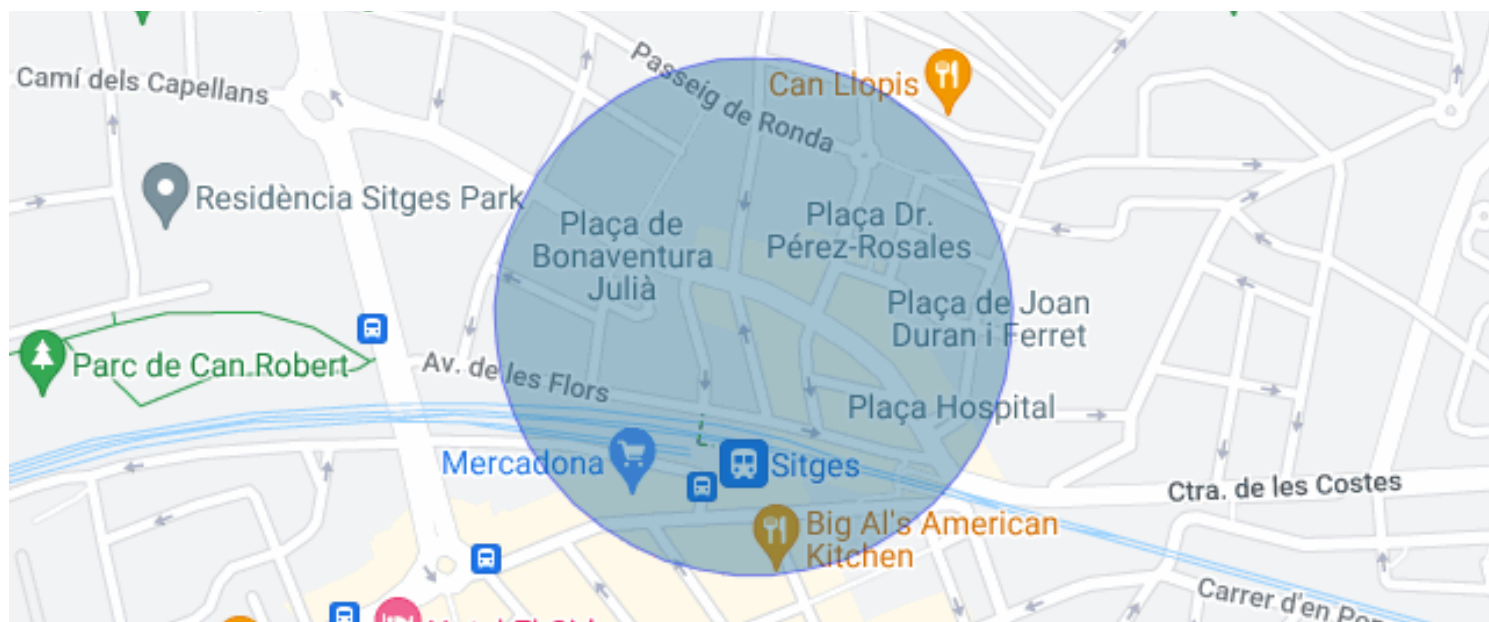 Passeig de Ronda
Can Llopis
Camí dels Capellans
Residència Sitges Park
Plaça de
Bonaventura
Julià
Plaça Dr.
Pérez-Rosales
Plaça de Joan
Duran i Ferret
Parc de Can Robert
Av. de les Flors
Plaça Hospital
Mercadona
Sitges
Ctra. de les Costes
Big Al's American
Kitchen
Carrer d'en